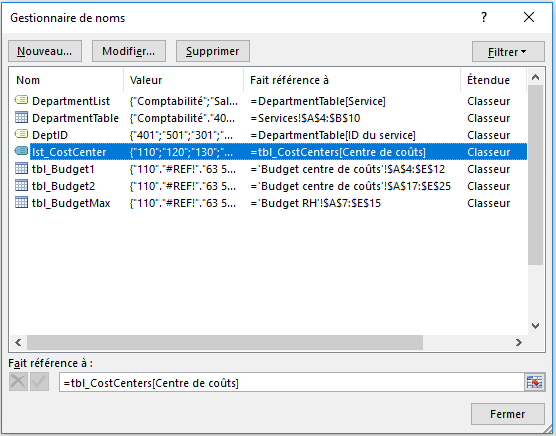 Gestionnaire de noms ? ×
Nouveau... Modifier... Supprimer Filtrer
Nom Valeur Fait référence à Étendue
DepartmentList {"Comptabilité";"Sal... =DepartmentTable[Service] Classeur
DepartmentTable {"Comptabilité"."40... =Services!$A$4:$B$10 Classeur
DeptID {"401";"501";"301";"... =DepartmentTable[ID du service] Classeur
lst_CostCenter {"110";"120";"130";"... =tbl_CostCenters[Centre de coûts] Classeur
tbl_Budget1 {"110"."#REF!"."63 5... ='Budget centre de coûts'!$A$4:$E$12 Classeur
tbl_Budget2 {"110"."#REF!"."63 5... ='Budget centre de coûts'!$A$17:$E$25 Classeur
tbl_BudgetMax {"110"."#REF!"."63 5... ='Budget RH'!$A$7:$E$15 Classeur
Fait référence à :
=tbl_CostCenters[Centre de coûts]
Fermer